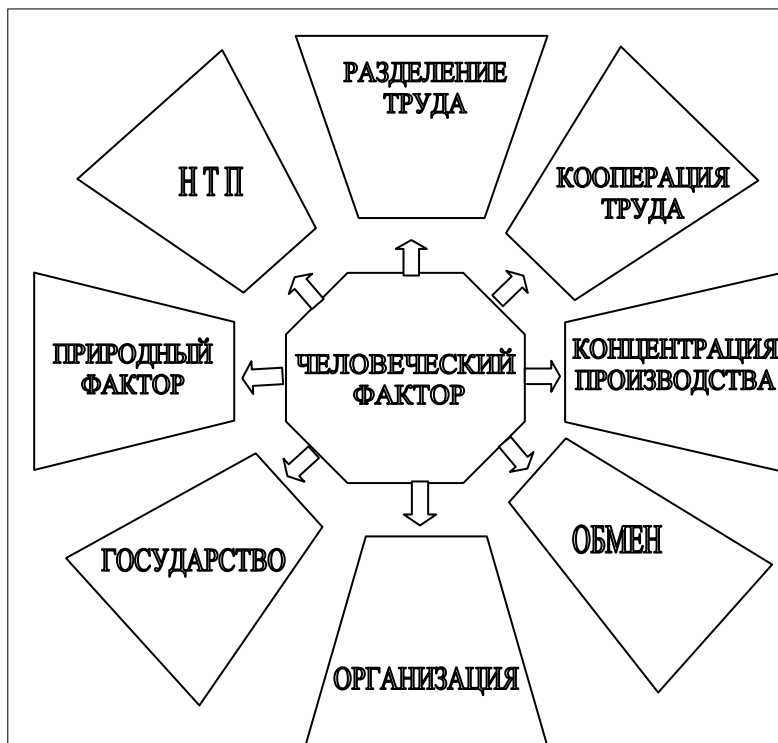 РАЗДЕЛЕНИЕ
ТРУДА
Н Т П
КООПЕРАЦИЯ
ТРУДА
ПРИРОДНЫЙ
ФАКТОР
ЧЕЛОВЕЧЕСКИЙ
ФАКТОР
КОНЦЕНТРАЦИЯ
ПРОИЗВОДСТВА
ГОСУДАРСТВО
ОБМЕН
ОРГАНИЗАЦИЯ